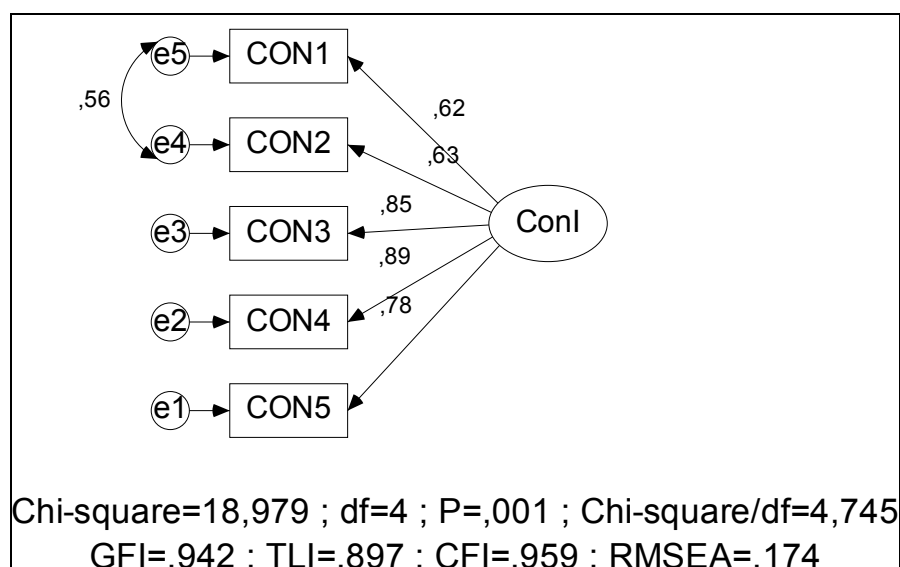 e5 CON1
,56
,62
e4 CON2
,63
,85
ConI
e3 CON3
,89
,78
e2 CON4
e1 CON5
Chi-square=18,979 ; df=4 ; P=,001 ; Chi-square/df=4,745
GFI=,942 ; TLI=,897 ; CFI=,959 ; RMSEA=,174